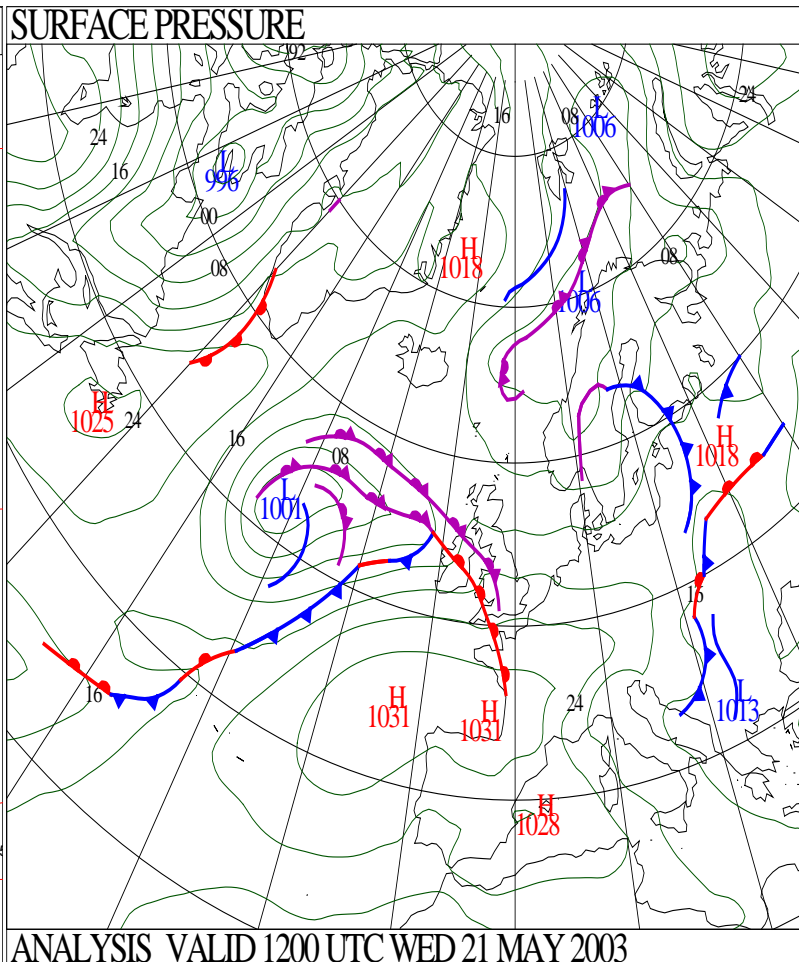 SURFACE PRESSURE
92
24
L
1006
08
16
24
16
L
996
00
08
H
1018
08
L
1006
H
1025
24
16
08
H
1018
L
1001
16
16
H
1031
H
1031
24
L
1013
H
1028
ANALYSIS VALID 1200 UTC WED 21 MAY 2003